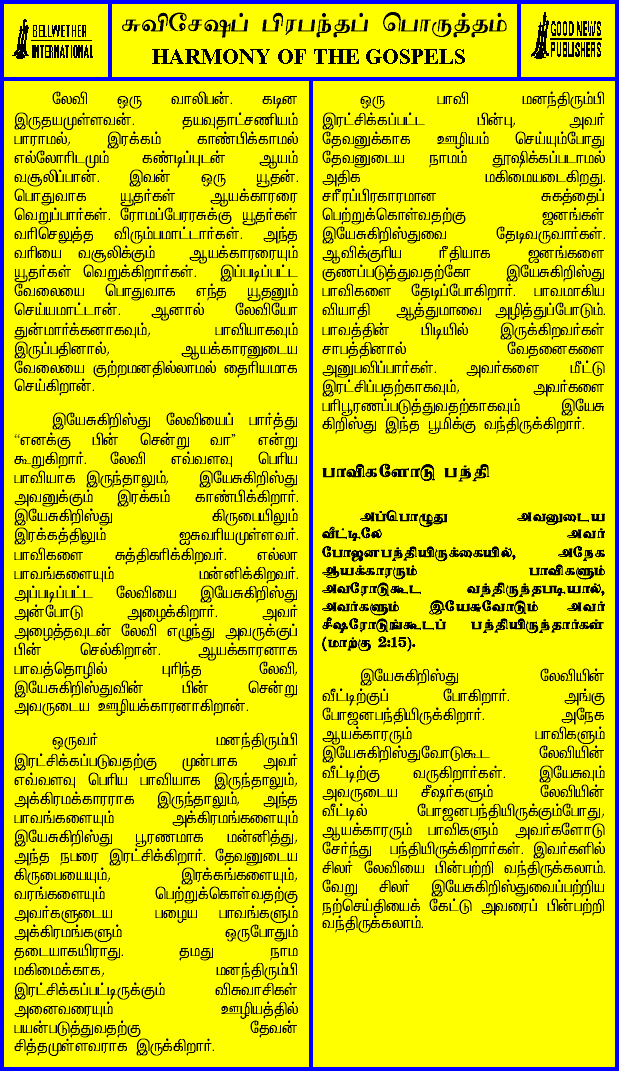 BELLWETHER
INTERNATIONAL
சுவிசேஷப் பிரபந்தப் பொருத்தம்
HARMONY OF THE GOSPELS
GOOD NEWS
PUBLISHERS
லேவி ஒரு வாலிபன். கடின
இருதயமுள்ளவன். தயவுதாட்சணியம்
பாராமல், இரக்கம் காண்பிக்காமல்
எல்லோரிடமும் கண்டிப்புடன் ஆயம்
வசூலிப்பான். இவன் ஒரு யூதன்.
பொதுவாக யூதர்கள் ஆயக்காரரை
வெறுப்பார்கள். ரோமப்பேரரசுக்கு யூதர்கள்
வரிசெலுத்த விரும்பமாட்டார்கள். அந்த
வரியை வசூலிக்கும் ஆயக்காரரையும்
யூதர்கள் வெறுக்கிறார்கள். இப்படிப்பட்ட
வேலையை பொதுவாக எந்த யூதனும்
செய்யமாட்டான். ஆனால் லேவியோ
துன்மார்க்கனாகவும், பாவியாகவும்
இருப்பதினால், ஆயக்காரனுடைய
வேலையை குற்றமனதில்லாமல் தைரியமாக
செய்கிறான்.
இயேசுகிறிஸ்து லேவியைப் பார்த்து
“எனக்கு பின் சென்று வா” என்று
கூறுகிறார். லேவி எவ்வளவு பெரிய
பாவியாக இருந்தாலும், இயேசுகிறிஸ்து
அவனுக்கும் இரக்கம் காண்பிக்கிறார்.
இயேசுகிறிஸ்து கிருபையிலும்
இரக்கத்திலும் ஐசுவரியமுள்ளவர்.
பாவிகளை சுத்திகரிக்கிறவர். எல்லா
பாவங்களையும் மன்னிக்கிறவர்.
அப்படிப்பட்ட லேவியை இயேசுகிறிஸ்து
அன்போடு அழைக்கிறார். அவர்
அழைத்தவுடன் லேவி எழுந்து அவருக்குப்
பின் செல்கிறான். ஆயக்காரனாக
பாவத்தொழில் புரிந்த லேவி,
இயேசுகிறிஸ்துவின் பின் சென்று
அவருடைய ஊழியக்காரனாகிறான்.
ஒருவர் மனந்திரும்பி
இரட்சிக்கப்படுவதற்கு முன்பாக அவர்
எவ்வளவு பெரிய பாவியாக இருந்தாலும்,
அக்கிரமக்காரராக இருந்தாலும், அந்த
பாவங்களையும் அக்கிரமங்களையும்
இயேசுகிறிஸ்து பூரணமாக மன்னித்து,
அந்த நபரை இரட்சிக்கிறார். தேவனுடைய
கிருபையையும், இரக்கங்களையும்,
வரங்களையும் பெற்றுக்கொள்வதற்கு
அவர்களுடைய பழைய பாவங்களும்
அக்கிரமங்களும் ஒருபோதும்
தடையாகயிராது. தமது நாம
மகிமைக்காக, மனந்திரும்பி
இரட்சிக்கப்பட்டிருக்கும் விசுவாசிகள்
அனைவரையும் ஊழியத்தில்
பயன்படுத்துவதற்கு தேவன்
சித்தமுள்ளவராக இருக்கிறார்.
ஒரு பாவி மனந்திரும்பி
இரட்சிக்கப்பட்ட பின்பு, அவர்
தேவனுக்காக ஊழியம் செய்யும்போது
தேவனுடைய நாமம் தூஷிக்கப்படாமல்
அதிக மகிமையடைகிறது.
சரீரப்பிரகாரமான சுகத்தைப்
பெற்றுக்கொள்வதற்கு ஜனங்கள்
இயேசுகிறிஸ்துவை தேடிவருவார்கள்.
ஆவிக்குரிய ரீதியாக ஜனங்களை
குணப்படுத்துவதற்கோ இயேசுகிறிஸ்து
பாவிகளை தேடிப்போகிறார். பாவமாகிய
வியாதி ஆத்துமாவை அழித்துப்போடும்.
பாவத்தின் பிடியில் இருக்கிறவர்கள்
சாபத்தினால் வேதனைகளை
அனுபவிப்பார்கள். அவர்களை மீட்டு
இரட்சிப்பதற்காகவும், அவர்களை
பரிபூரணப்படுத்துவதற்காகவும் இயேசு
கிறிஸ்து இந்த பூமிக்கு வந்திருக்கிறார்.
பாவிகளோடு பந்தி
அப்பொழுது அவனுடைய
வீட்டிலே அவர்
போஜனபந்தியிருக்கையில், அநேக
ஆயக்காரரும் பாவிகளும்
அவரோடுகூட வந்திருந்தபடியால்,
அவர்களும் இயேசுவோடும் அவர்
சீஷரோடுங்கூடப் பந்தியிருந்தார்கள்
(மாற்கு 2:15).
இயேசுகிறிஸ்து லேவியின்
வீட்டிற்குப் போகிறார். அங்கு
போஜனபந்தியிருக்கிறார். அநேக
ஆயக்காரரும் பாவிகளும்
இயேசுகிறிஸ்துவோடுகூட லேவியின்
வீட்டிற்கு வருகிறார்கள். இயேசுவும்
அவருடைய சீஷர்களும் லேவியின்
வீட்டில் போஜனபந்தியிருக்கும்போது,
ஆயக்காரரும் பாவிகளும் அவர்களோடு
சேர்ந்து பந்தியிருக்கிறார்கள். இவர்களில்
சிலர் லேவியை பின்பற்றி வந்திருக்கலாம்.
வேறு சிலர் இயேசுகிறிஸ்துவைப்பற்றிய
நற்செய்தியைக் கேட்டு அவரைப் பின்பற்றி
வந்திருக்கலாம்.